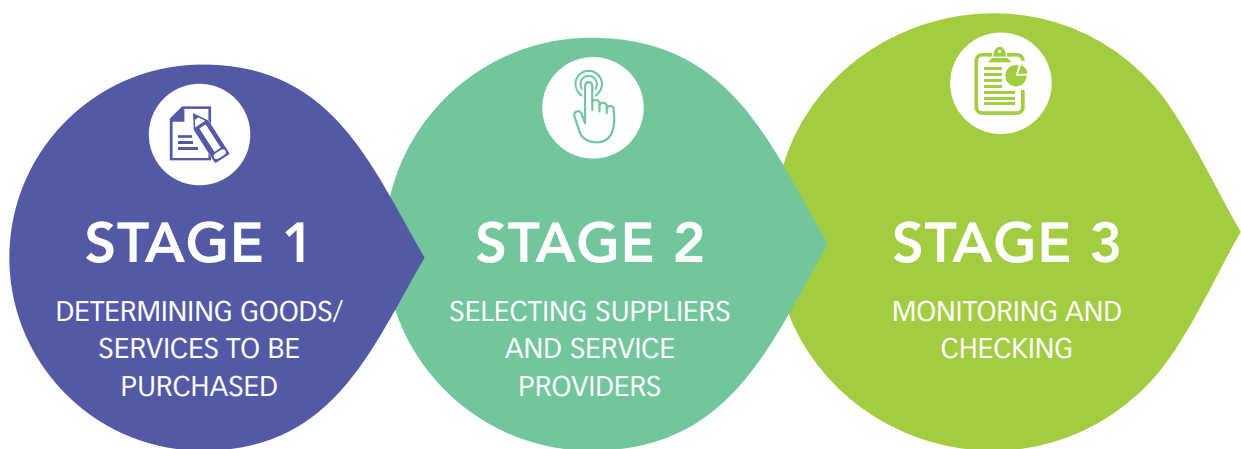 STAGE 1
DETERMINING GOODS/
SERVICES TO BE
PURCHASED
STAGE 2
SELECTING SUPPLIERS
AND SERVICE
PROVIDERS
STAGE 3
MONITORING AND
CHECKING